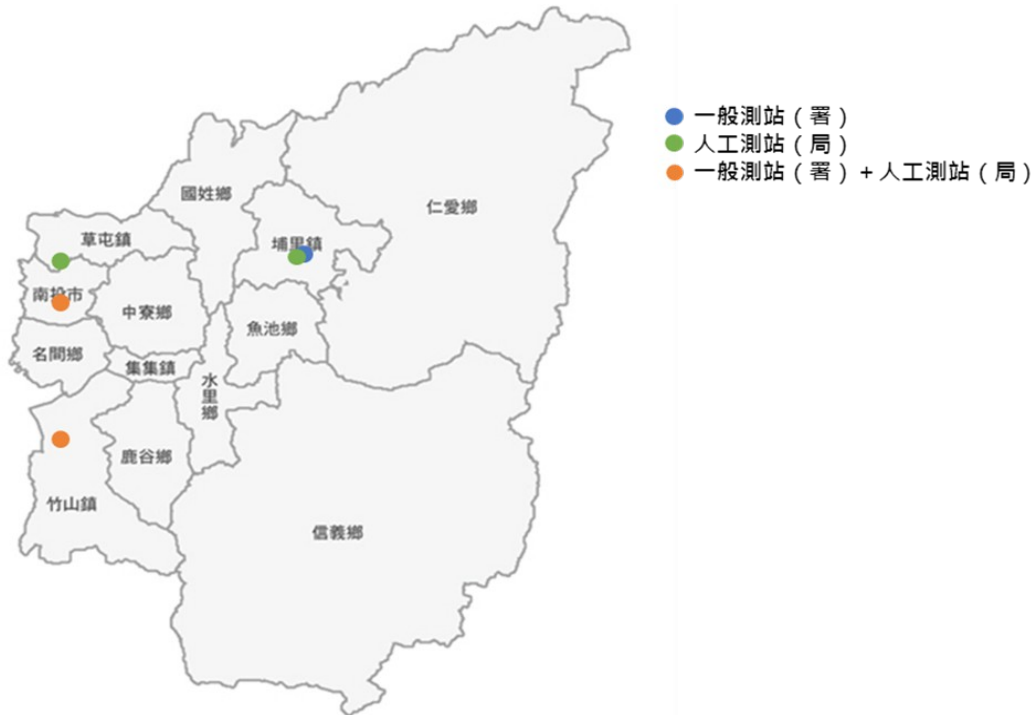 一般測站（署）
人工測站（局）
一般測站（署）+人工測站（局）
國姓鄉
仁愛鄉
草屯鎮
埔里鎮
南投市
中寮鄉
魚池鄉
名間鄉
集集鎮
水里鄉
鹿谷鄉
竹山鎮
信義鄉